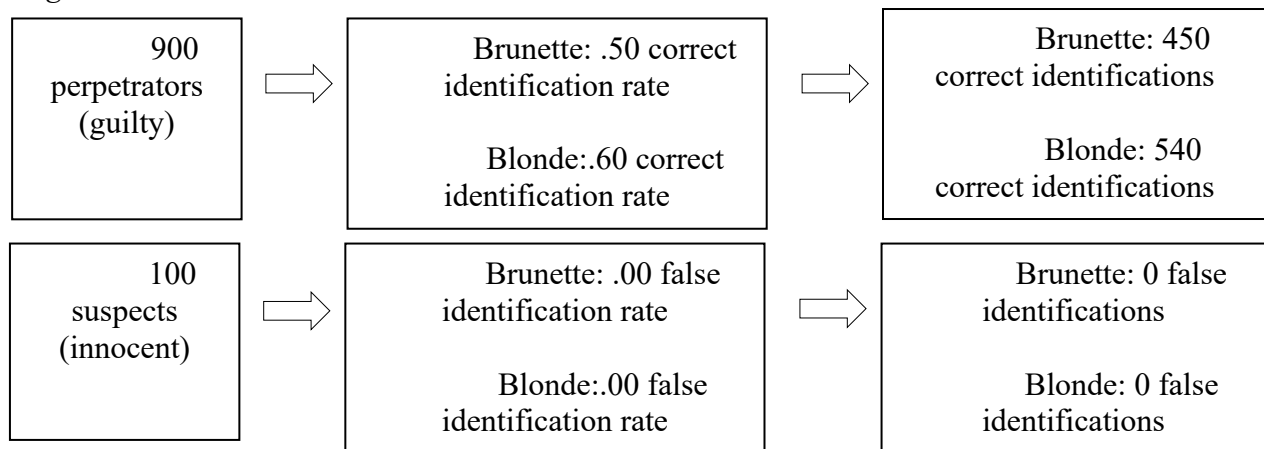 900
perpetrators
(guilty)
Brunette: .50 correct
identification rate
Blonde:.60 correct
identification rate
Brunette: 450
correct identifications
Blonde: 540
correct identifications
100
suspects
(innocent)
Brunette: .00 false
identification rate
Blonde:.00 false
identification rate
Brunette: 0 false
identifications
Blonde: 0 false
identifications